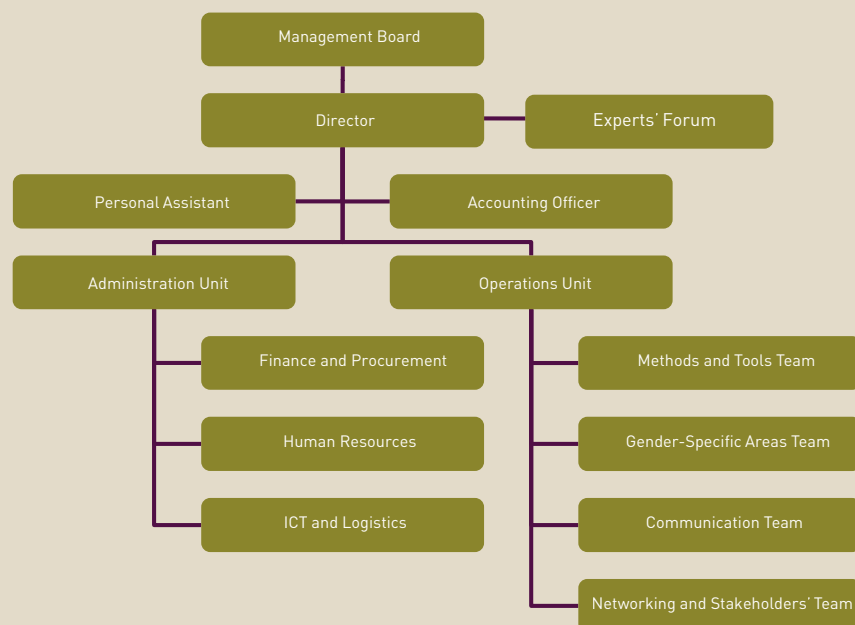 Management Board
Director
Experts’ Forum
Personal Assistant
Accounting Officer
Administration Unit
Operations Unit
Finance and Procurement
Methods and Tools Team
Human Resources
Gender-Specific Areas Team
ICT and Logistics
Communication Team
Networking and Stakeholders’ Team